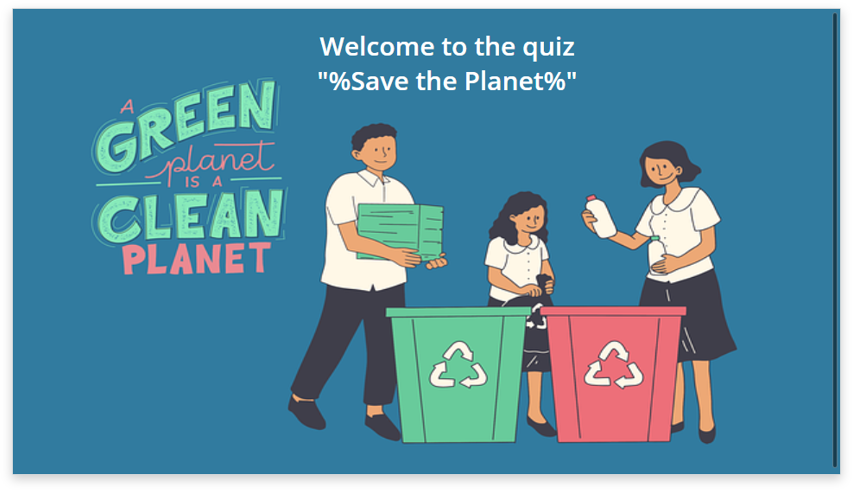 Welcome to the quiz
"%Save the Planet%"
A
GREEN
planet
IS A
CLEAN
PLANET